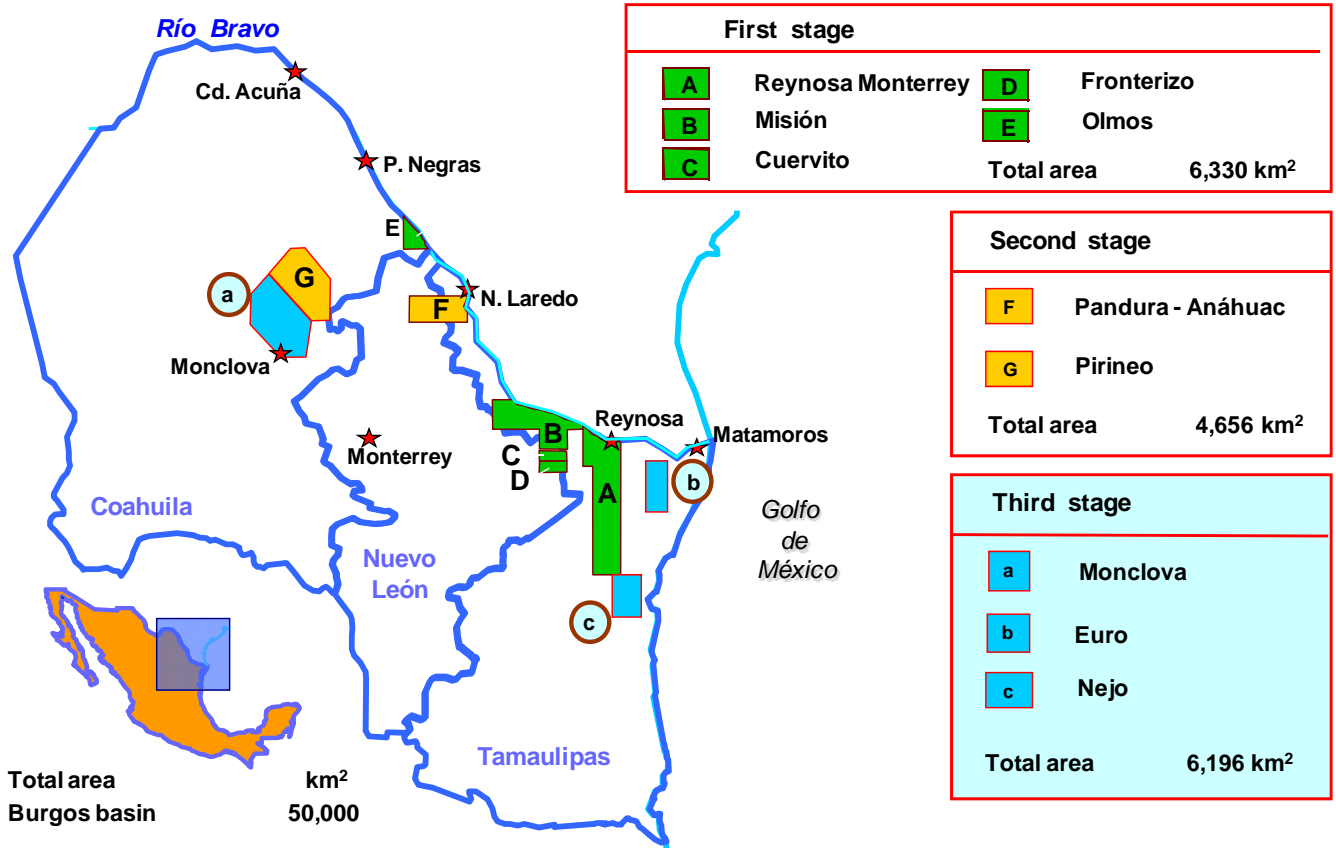 Río Bravo
Cd. Acuña
P. Negras
E
G
a
F
N. Laredo
Monclova
Reynosa
B
Matamoros
Monterrey
C
D
A
b
Coahuila
Golfo
de
México
Nuevo
León
c
Tamaulipas
Total area km²
Burgos basin 50,000
First stage
A Reynosa Monterrey D Fronterizo
B Misión E Olmos
C Cuervito
Total area 6,330 km²
Second stage
F Pandura - Anáhuac
G Pirineo
Total area 4,656 km²
Third stage
a Monclova
b Euro
c Nejo
Total area 6,196 km²